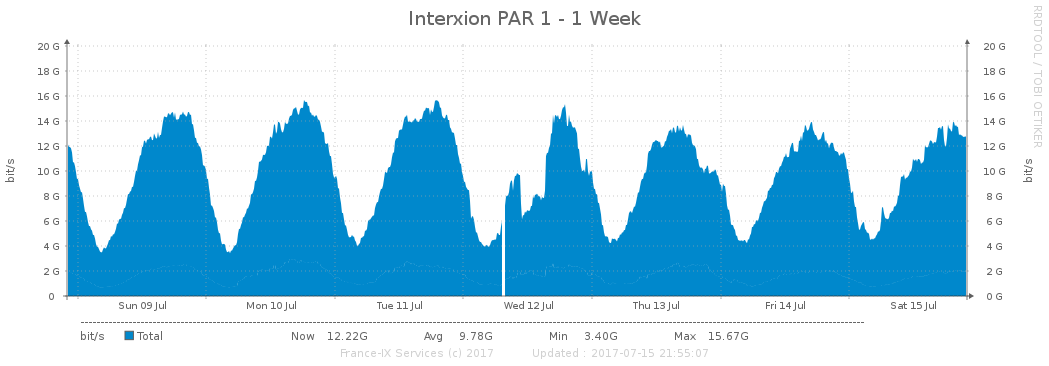 Interxion PAR 1 - 1 Week
RRDTOOL / TOBI OETIKER
20 G 20 G
18 G 18 G
16 G 16 G
14 G 14 G
12 G 12 G
10 G 10 G
8 G 8 G
6 G 6 G
4 G 4 G
2 G 2 G
0 0 G
bit/s bit/s
Sun 09 Jul Mon 10 Jul Tue 11 Jul Wed 12 Jul Thu 13 Jul Fri 14 Jul Sat 15 Jul
bit/s Total Now 12.22G Avg 9.78G Min 3.40G Max 15.67G
France-IX Services (c) 2017 Updated : 2017-07-15 21:55:07